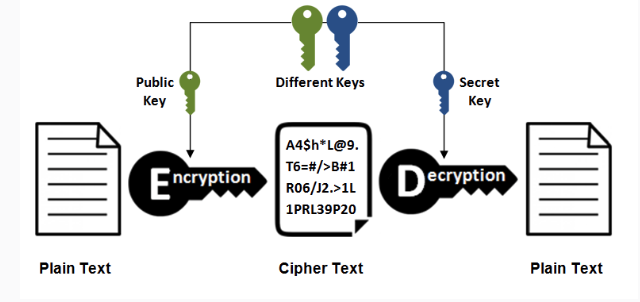 Public
Key
Different Keys
Secret
Key
Encryption
A4$h*L@9.
T6=#/>B#1
R06/J2.>1L
1PRL39P20
Decryption
Plain Text
Cipher Text
Plain Text